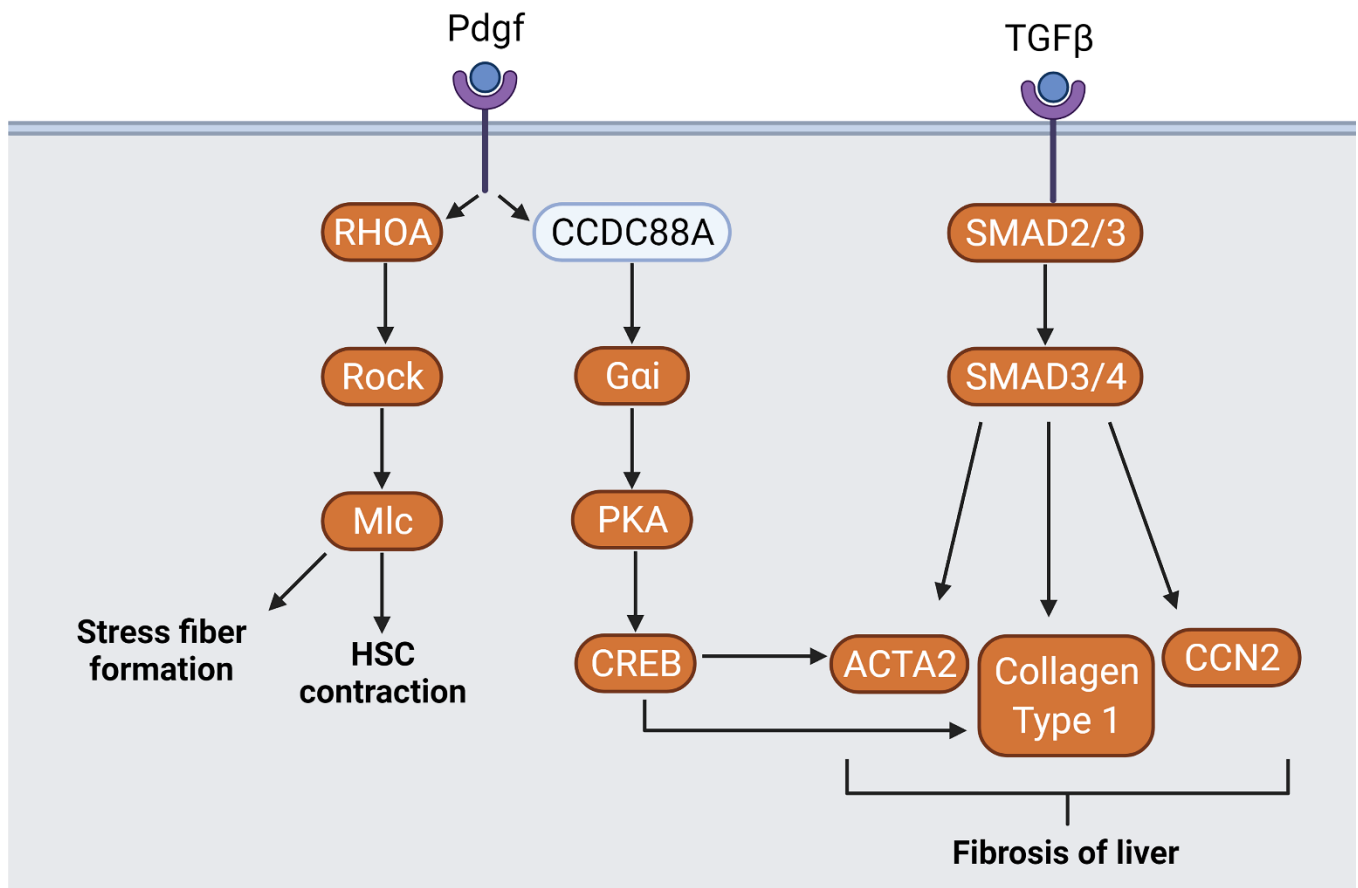 Pdgf
TGFβ
RHOA
CCDC88A
SMAD2/3
Rock
Gαi
SMAD3/4
Mlc
PKA
Stress fiber
formation
HSC
contraction
CREB
ACTA2
Collagen
Type 1
CCN2
Fibrosis of liver